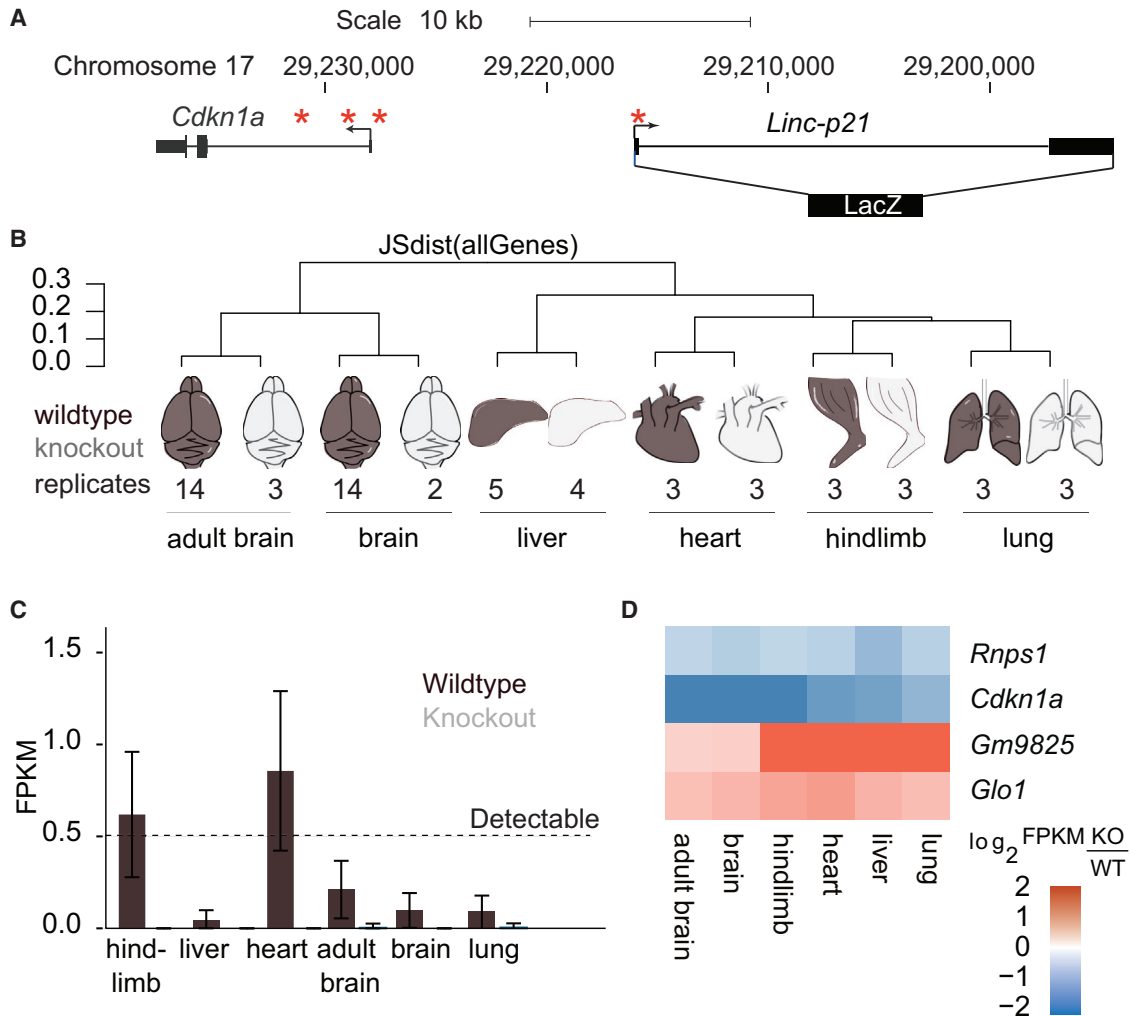 A
Scale 10 kb
Chromosome 17 29,230,000 29,220,000 29,210,000 29,200,000
Cdkn1a * * * * Linc-p21
LacZ
B
JSdist(allGenes)
0.3
0.2
0.1
0.0
wildtype
knockout
replicates 14 3 14 2 5 4 3 3 3 3 3 3
adult brain brain liver heart hindlimb lung
C
FPKM
1.5
1.0
0.5
0.0
Wildtype
Knockout
Detectable
hind-limb liver heart adult brain brain lung
D
Rnps1
Cdkn1a
Gm9825
Glo1
adult brain
brain
hindlimb
heart
liver
lung
log2 FPKM KO
WT
2
1
0
−1
−2